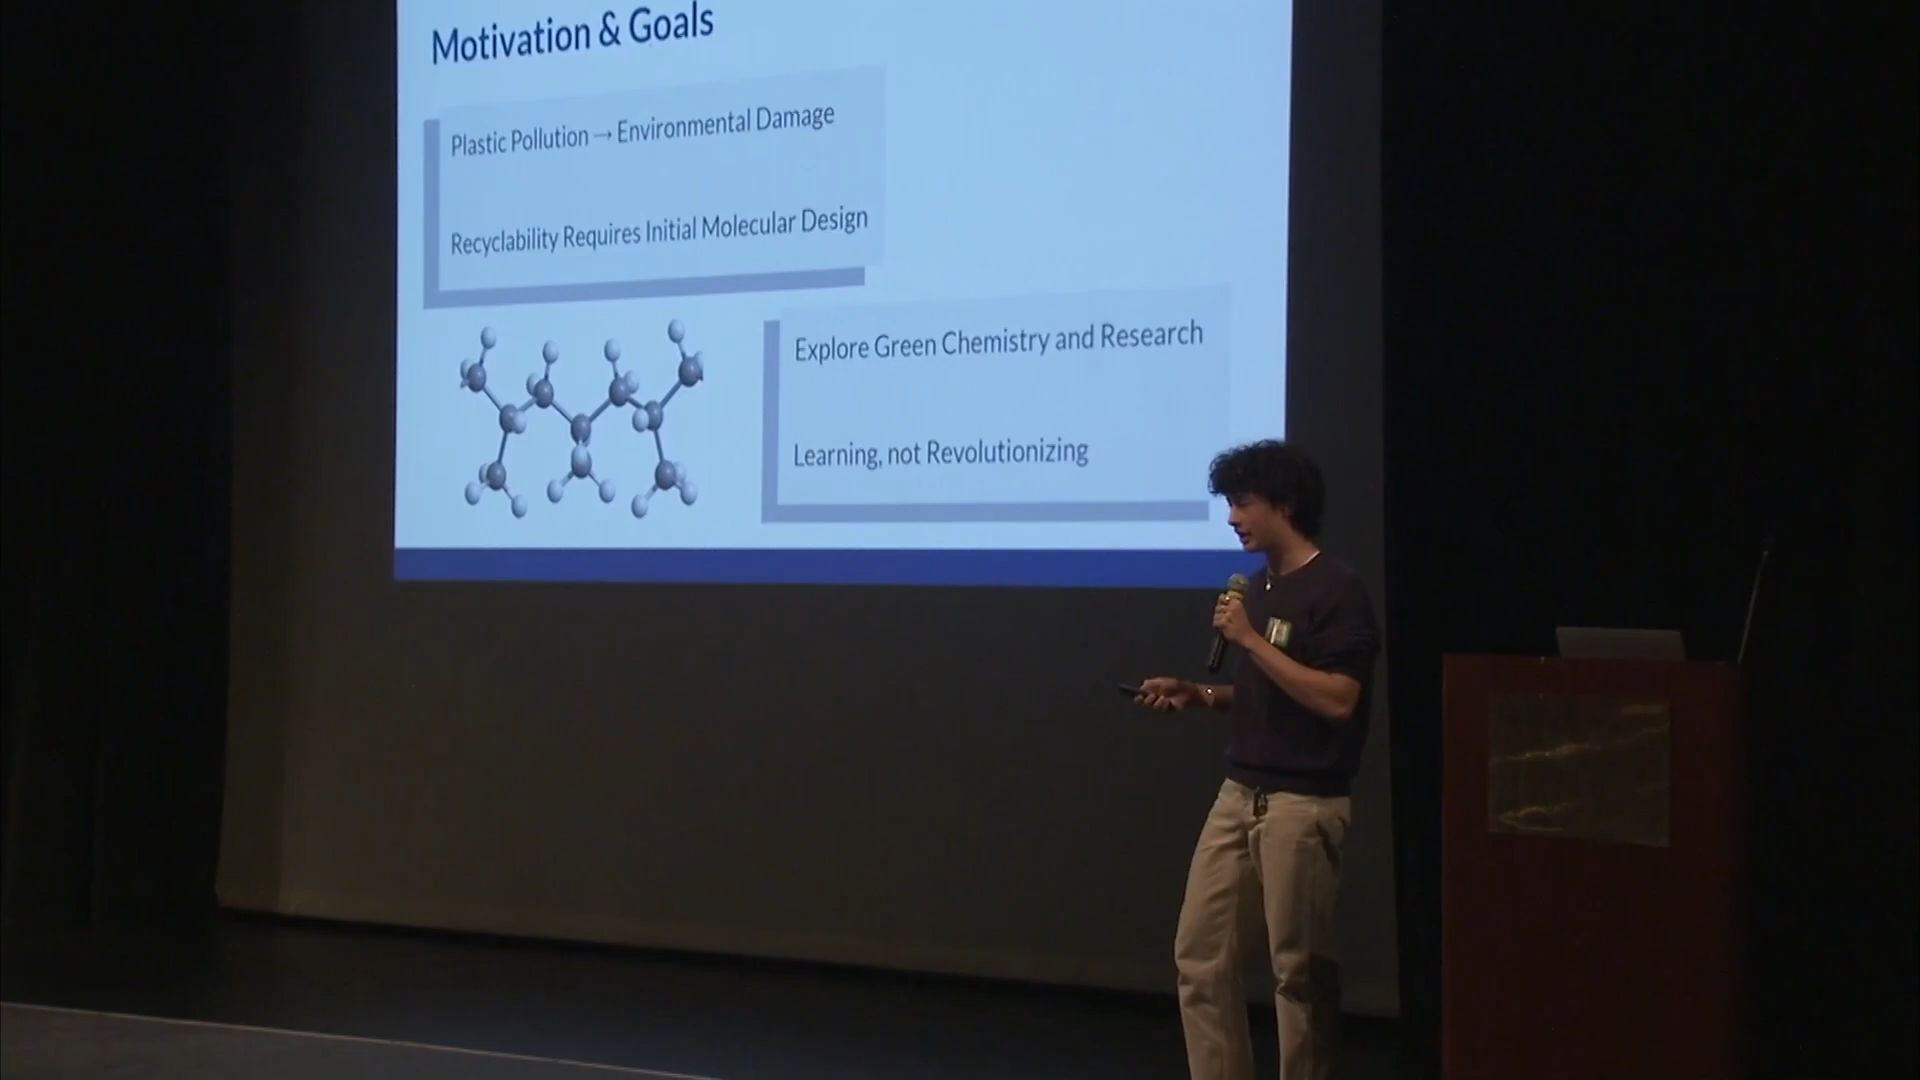 Motivation & Goals
Plastic Pollution → Environmental Damage
Recyclability Requires Initial Molecular Design
Explore Green Chemistry and Research
Learning, not Revolutionizing